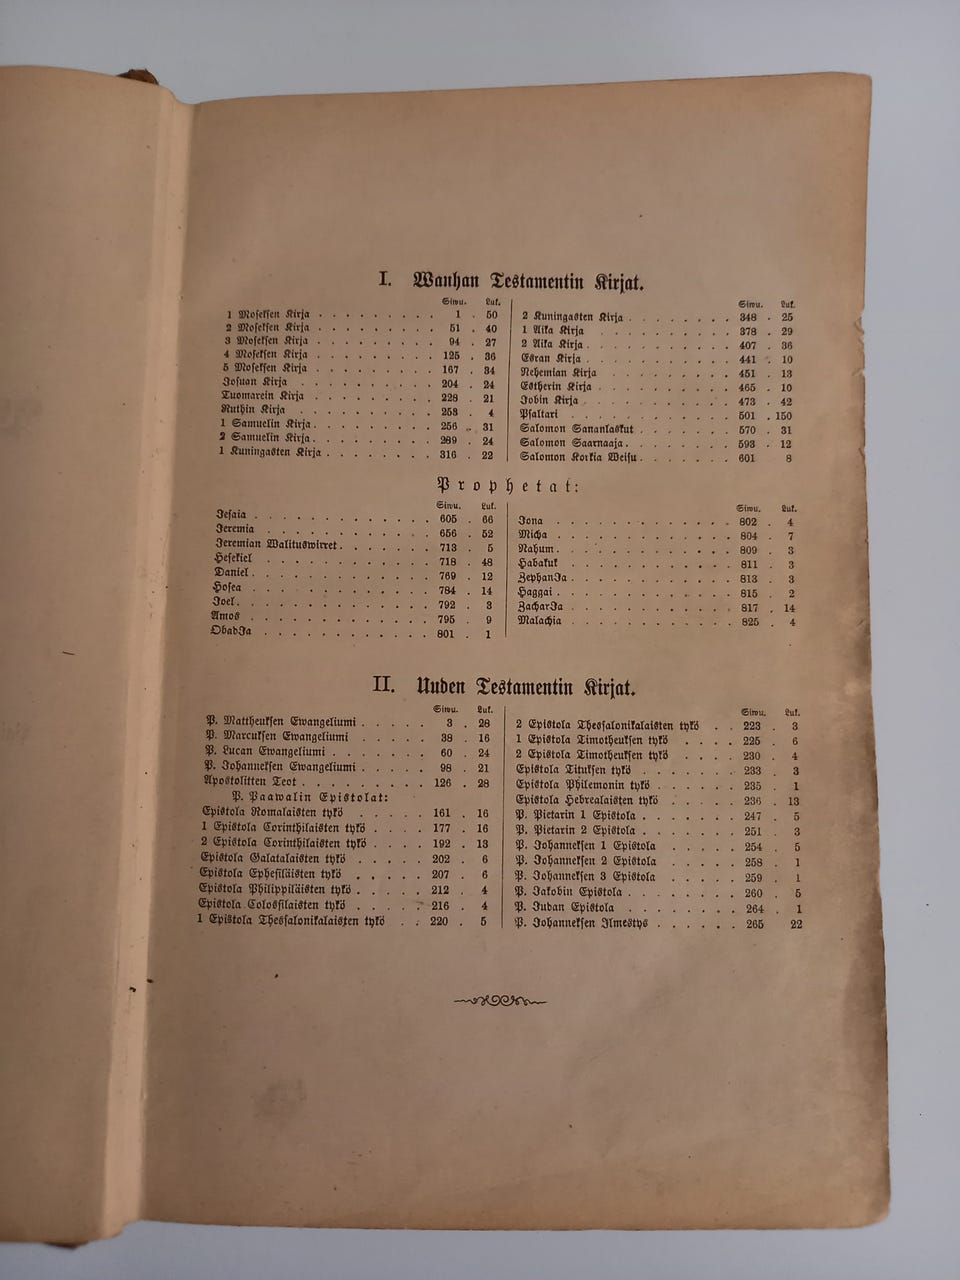 I. Wanhan Testamentin Kirjat.
Siwu. Luk.
1 Moseksen Kirja . . . . . . . . . 1 . 50
2 Moseksen Kirja . . . . . . . . . 51 . 40
3 Moseksen Kirja . . . . . . . . . 94 . 27
4 Moseksen Kirja . . . . . . . . . 125 . 36
5 Moseksen Kirja . . . . . . . . . 167 . 34
Josuan Kirja . . . . . . . . . . 204 . 24
Tuomarein Kirja . . . . . . . . . 228 . 21
Ruthin Kirja . . . . . . . . . . 253 . 4
1 Samuelin Kirja . . . . . . . . . 256 . 31
2 Samuelin Kirja . . . . . . . . . 289 . 24
1 Kuningasten Kirja . . . . . . . . 316 . 22
Siwu. Luk.
2 Kuningasten Kirja . . . . . . . . 348 . 25
1 Aika Kirja . . . . . . . . . . 378 . 29
2 Aika Kirja . . . . . . . . . . . 407 . 36
Esran Kirja . . . . . . . . . . . 441 . 10
Nehemian Kirja . . . . . . . . . 451 . 13
Estherin Kirja . . . . . . . . . . 465 . 10
Jobin Kirja . . . . . . . . . . . 473 . 42
Psaltari . . . . . . . . . . . . 501 . 150
Salomon Sananlaskut . . . . . . . 570 . 31
Salomon Saarnaaja . . . . . . . . 593 . 12
Salomon Korkia Weisu . . . . . . . 601 8
Prophetat:
Siwu. Luk.
Jesaia . . . . . . . . . . . . . 605 . 66
Jeremia . . . . . . . . . . . . . 656 . 52
Jeremian Walituswirret . . . . . . . 713 . 5
Hesekiel . . . . . . . . . . . . 718 . 48
Daniel . . . . . . . . . . . . . 769 . 12
Hosea . . . . . . . . . . . . . 784 . 14
Joel . . . . . . . . . . . . . . 792 . 3
Amos . . . . . . . . . . . . . . 795 . 9
ObadJa . . . . . . . . . . . . . 801 . 1
Siwu. Luk.
Jona . . . . . . . . . . . . . 802 . 4
Micha . . . . . . . . . . . . . 804 . 7
Nahum . . . . . . . . . . . . . 809 . 3
Habakuk . . . . . . . . . . . . 811 . 3
ZephanJa . . . . . . . . . . . . 813 . 3
Haggai . . . . . . . . . . . . . 815 . 2
ZacharJa . . . . . . . . . . . . 817 . 14
Malachia . . . . . . . . . . . . 825 . 4
II. Uuden Testamentin Kirjat.
Siwu. Luk.
P. Mattheuksen Ewangeliumi . . . . . 3 . 28
P. Marcuksen Ewangeliumi . . . . . 38 . 16
P. Lucan Ewangeliumi . . . . . . . 60 . 24
P. Johanneksen Ewangeliumi . . . . . 98 . 21
Apostolitten Teot . . . . . . . . . 126 . 28
P. Paawalin Epistolat:
Epistola Romalaisten tykö . . . . . 161 . 16
1 Epistola Corinthilaisten tykö . . . . 177 . 16
2 Epistola Corinthilaisten tykö . . . . 192 . 13
Epistola Galatalaisten tykö . . . . . 202 . 6
Epistola Ephesiläisten tykö . . . . . 207 . 6
Epistola Philippiläisten tykö . . . . . 212 . 4
Epistola Colossilaisten tykö . . . . . 216 . 4
1 Epistola Thessalonikalaisten tykö . . 220 . 5
Siwu. Luk.
2 Epistola Thessalonikalaisten tykö . . 223 . 3
1 Epistola Timotheuksen tykö . . . . 225 . 6
2 Epistola Timotheuksen tykö . . . . 230 . 4
Epistola Tituksen tykö . . . . . . . 233 . 3
Epistola Philemonin tykö . . . . . . 235 . 1
Epistola Hebrealaisten tykö . . . . . 236 . 13
P. Pietarin 1 Epistola . . . . . . . 247 . 5
P. Pietarin 2 Epistola . . . . . . . 251 . 3
P. Johanneksen 1 Epistola . . . . . 254 . 5
P. Johanneksen 2 Epistola . . . . . 258 . 1
P. Johanneksen 3 Epistola . . . . . 259 . 1
P. Jakobin Epistola . . . . . . . . 260 . 5
P. Judan Epistola . . . . . . . . 264 . 1
P. Johanneksen Ilmestys . . . . . . 265 22